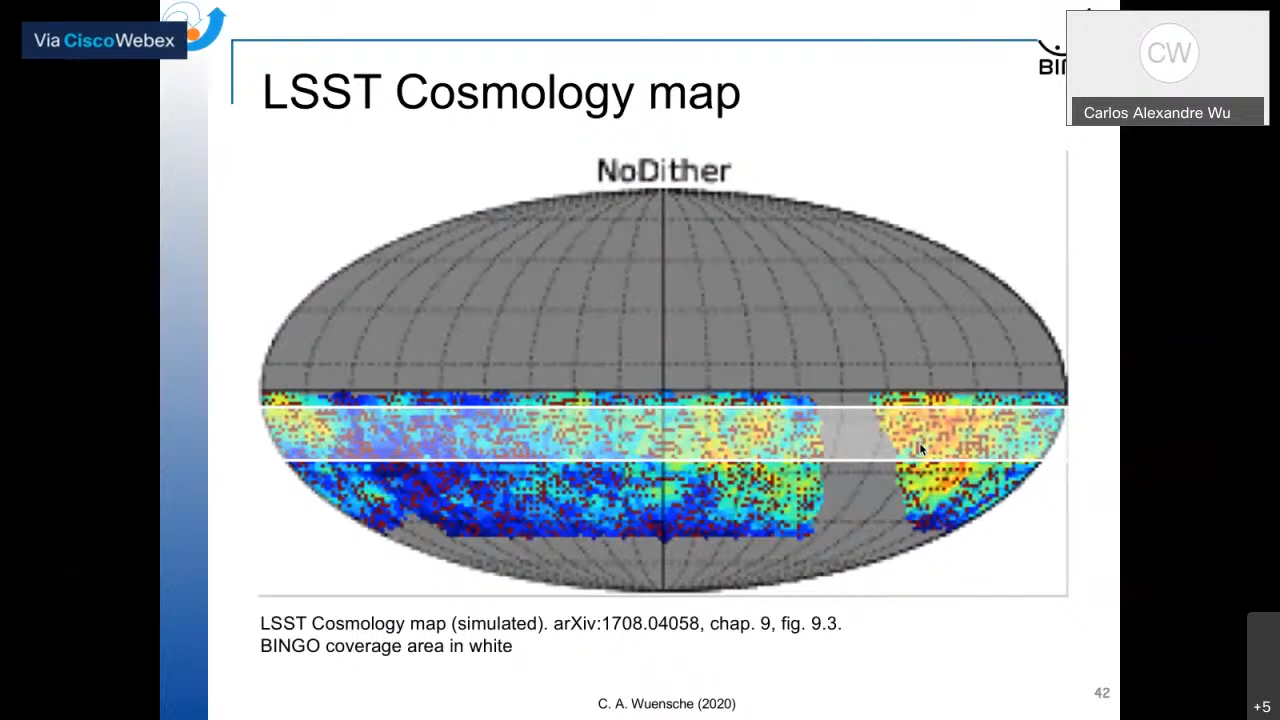 Via Cisco Webex
CW
BI
Carlos Alexandre Wu
LSST Cosmology map
NoDither
LSST Cosmology map (simulated). arXiv:1708.04058, chap. 9, fig. 9.3.
BINGO coverage area in white
C. A. Wuensche (2020)
42
+5